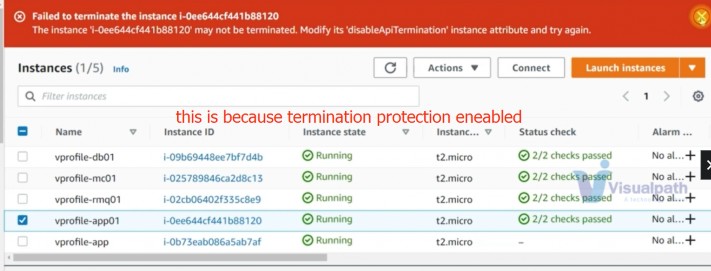 Failed to terminate the instance i-0ee644cf441b88120
The instance 'i-0ee644cf441b88120' may not be terminated. Modify its 'disableApiTermination' instance attribute and try again.
Instances (1/5) Info
Actions ▼ Connect Launch instances ▼
Filter instances
< 1 >
this is because termination protection eneabled
Name Instance ID Instance state Instanc... Status check Alarm ...
vprofile-db01 i-09b69448ee7bf7d4b Running t2.micro 2/2 checks passed No al... +
vprofile-mc01 i-025789846ca2d8c13 Running t2.micro 2/2 checks passed No al... +
vprofile-rmq01 i-02cb06402f335c8e9 Running t2.micro 2/2 checks passed No al... +
Visualpath
vprofile-app01 i-0ee644cf441b88120 Running t2.micro 2/2 checks passed No al... +
vprofile-app i-0b73eab086a5ab7af Running t2.micro – No al... +